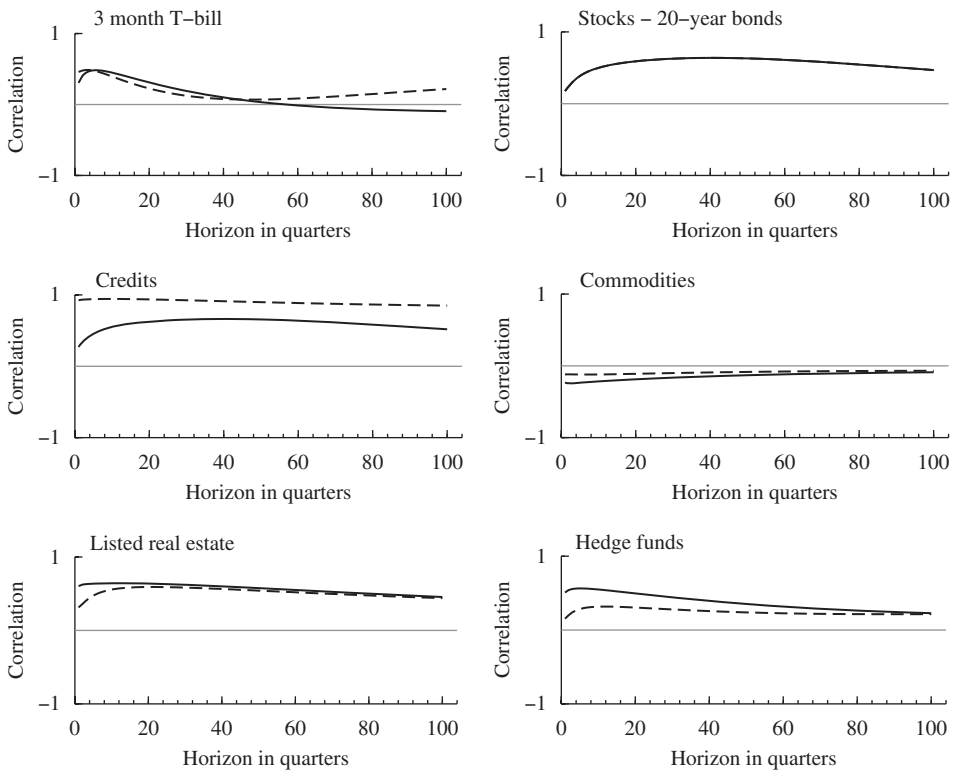 3 month T–bill
1
Correlation
–1
0 20 40 60 80 100
Horizon in quarters
Stocks – 20–year bonds
1
Correlation
–1
0 20 40 60 80 100
Horizon in quarters
Credits
1
Correlation
–1
0 20 40 60 80 100
Horizon in quarters
Commodities
1
Correlation
–1
0 20 40 60 80 100
Horizon in quarters
Listed real estate
1
Correlation
–1
0 20 40 60 80 100
Horizon in quarters
Hedge funds
1
Correlation
–1
0 20 40 60 80 100
Horizon in quarters